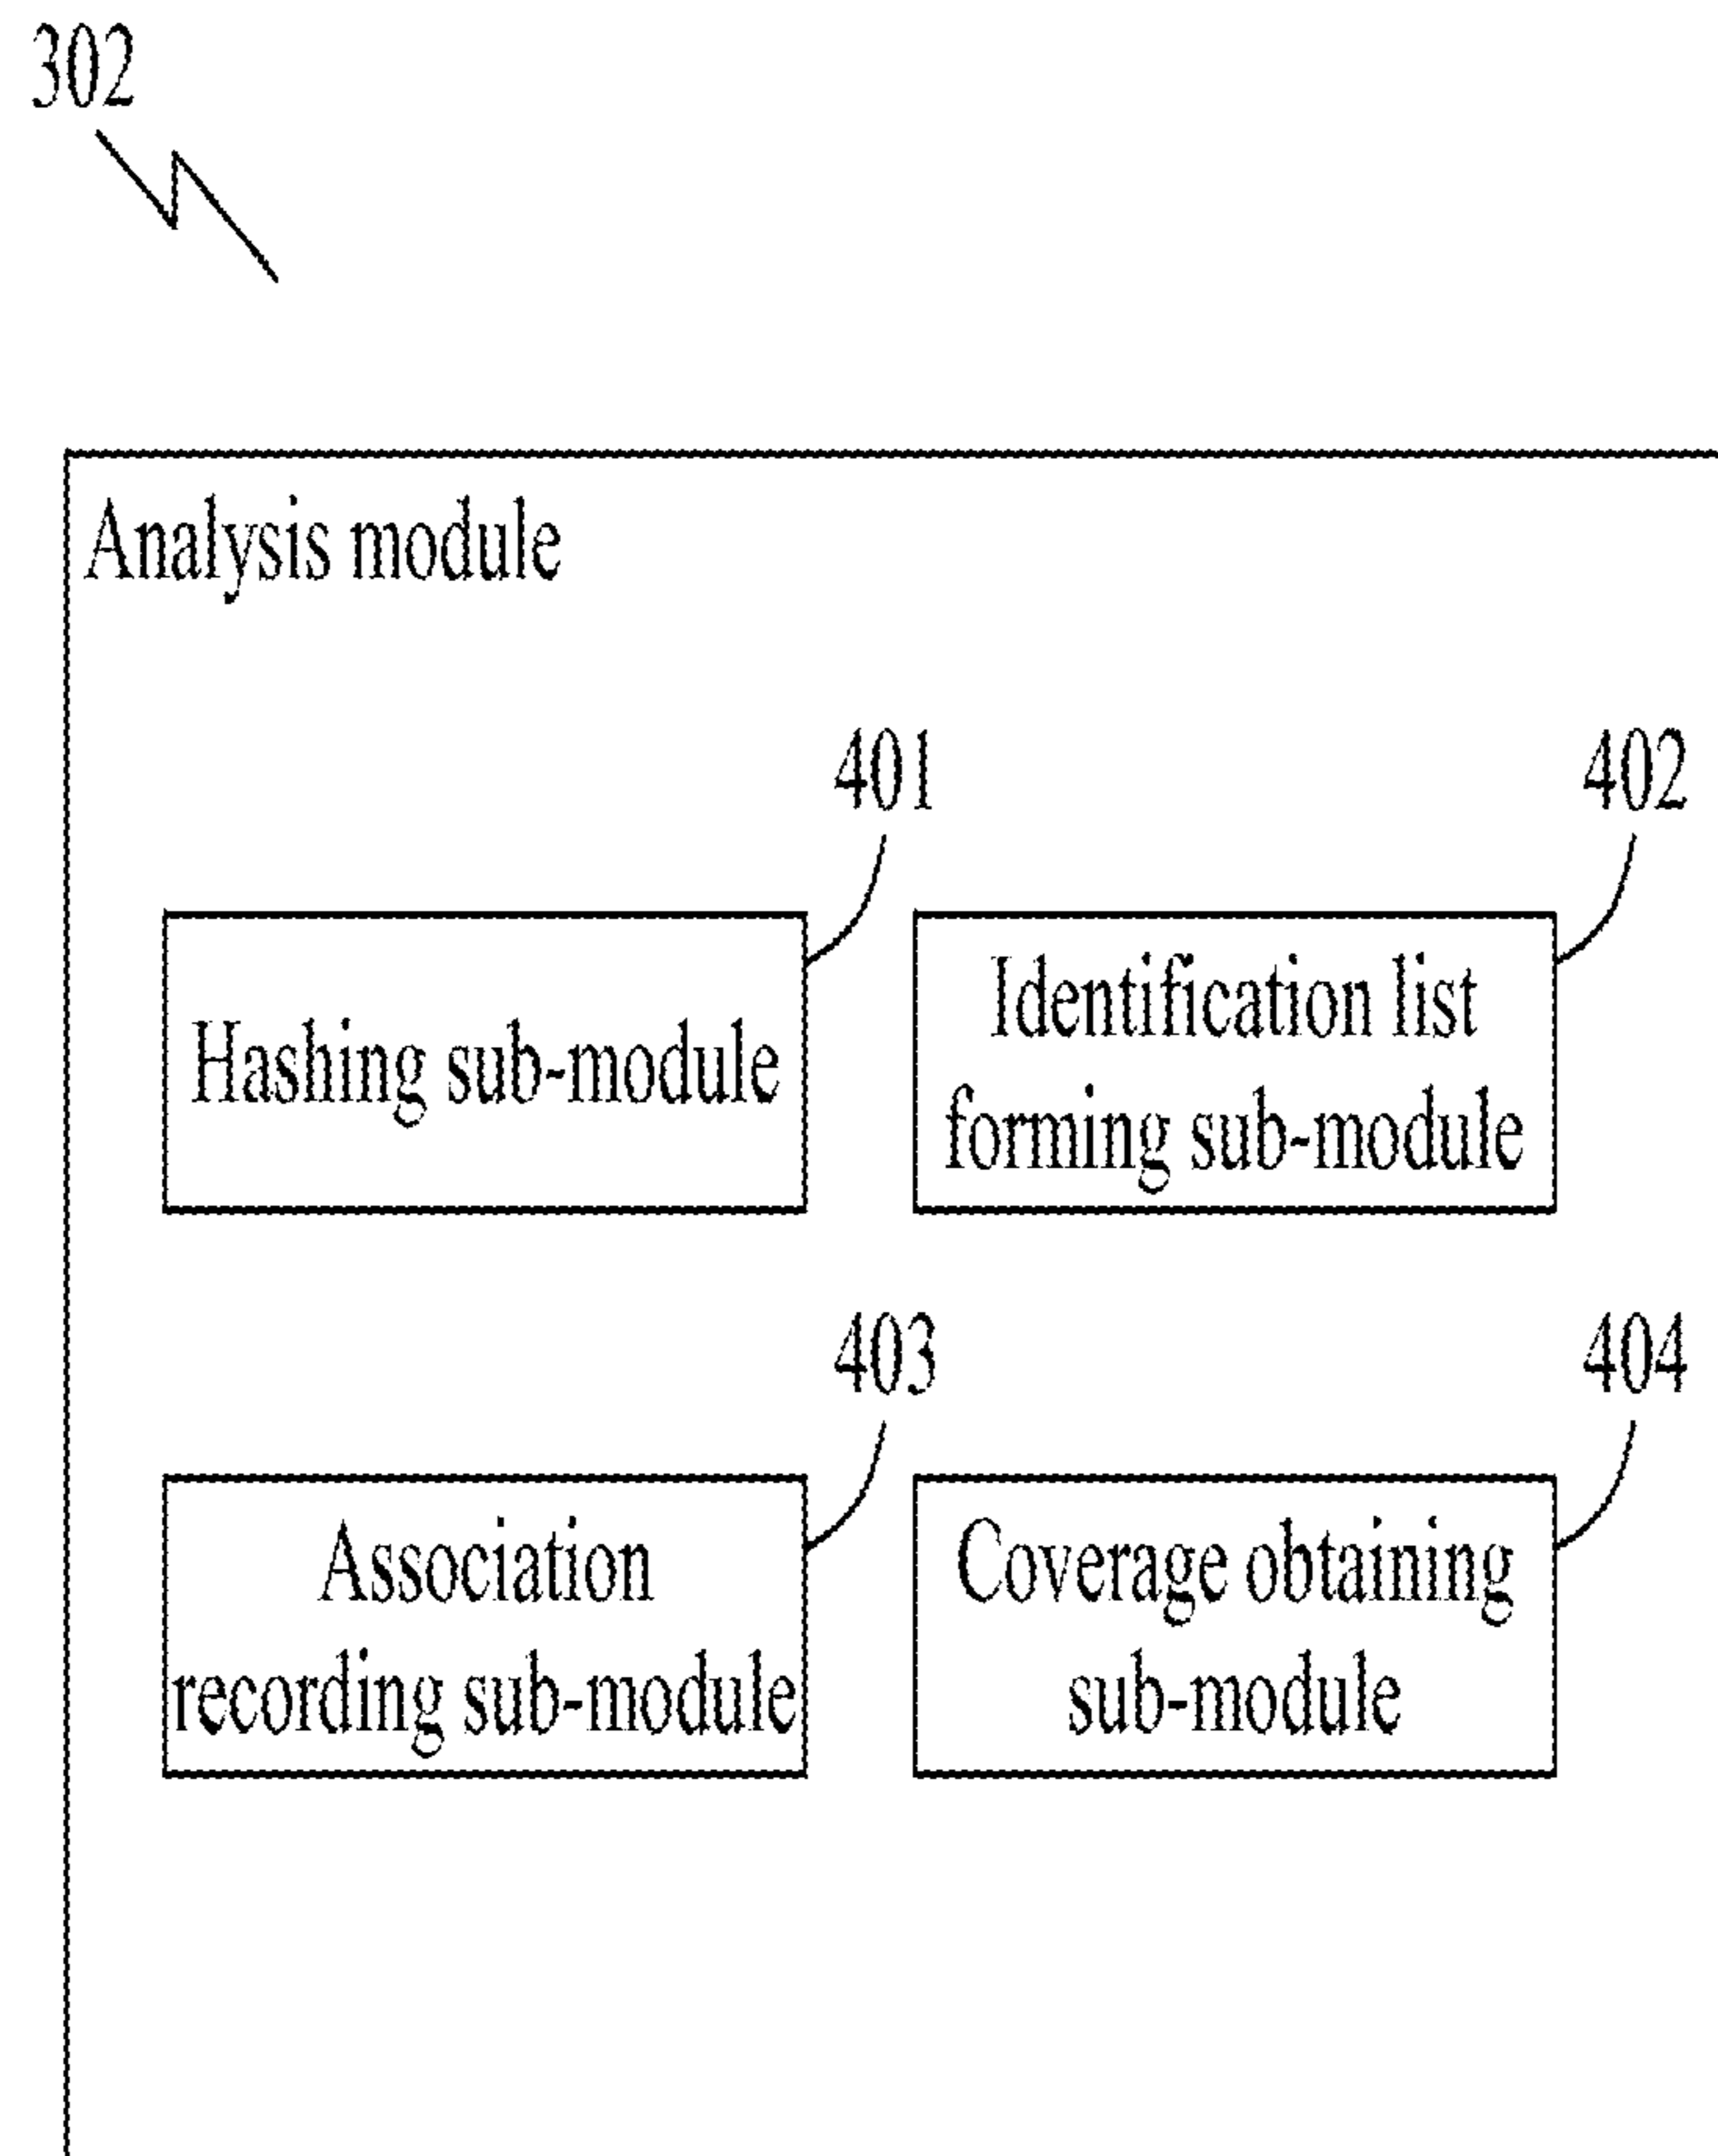 302
Analysis module
401
402
Hashing sub-module
Identification list
forming sub-module
403
404
Association
recording sub-module
Coverage obtaining
sub-module